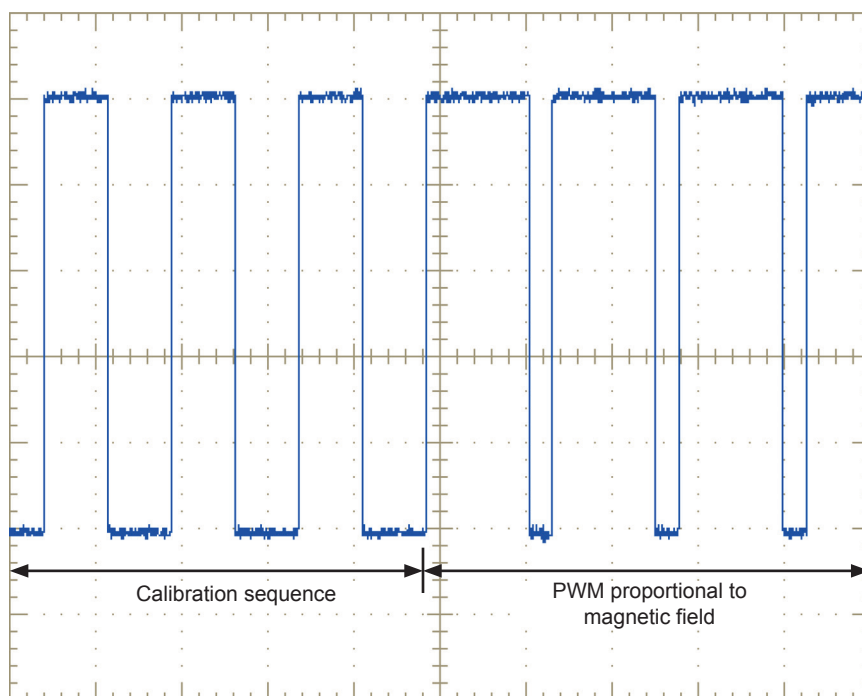 Calibration sequence
PWM proportional to
magnetic field